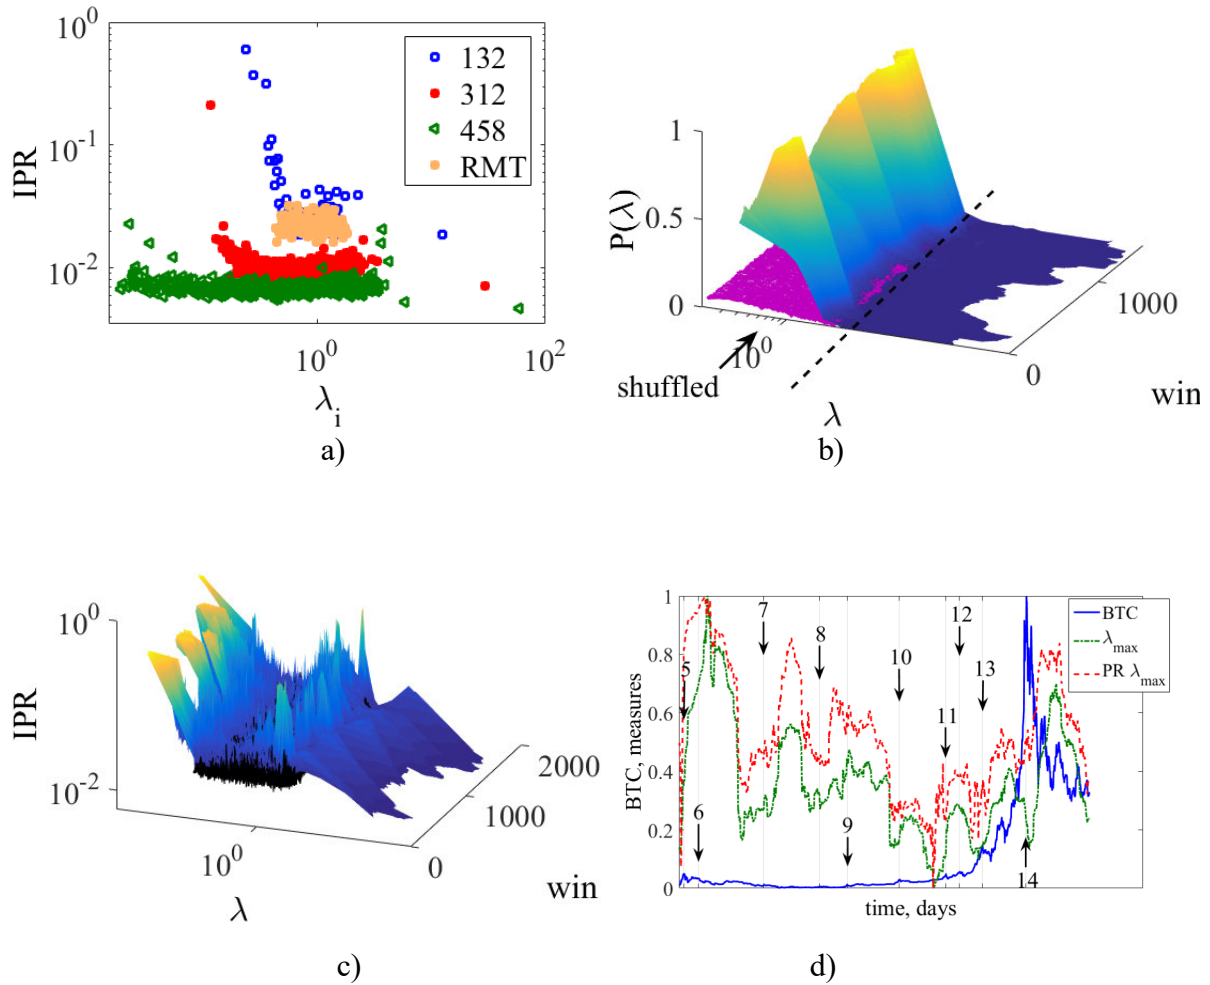 10^0
10^-1
10^-2
IPR
132
312
458
RMT
10^0
10^2
λ_i
a)
1
0.5
0
P(λ)
10^0
shuffled
λ
0
1000
win
b)
10^0
10^-2
IPR
10^0
λ
0
1000
2000
win
c)
1
0.8
0.6
0.4
0.2
0
BTC, measures
BTC
λ_max
PR λ_max
5
6
7
8
9
10
11
12
13
14
time, days
d)